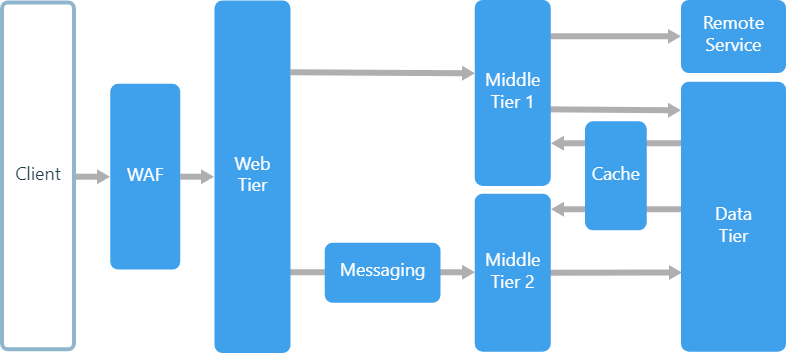 Client
WAF
Web
Tier
Messaging
Middle
Tier 1
Middle
Tier 2
Cache
Remote
Service
Data
Tier